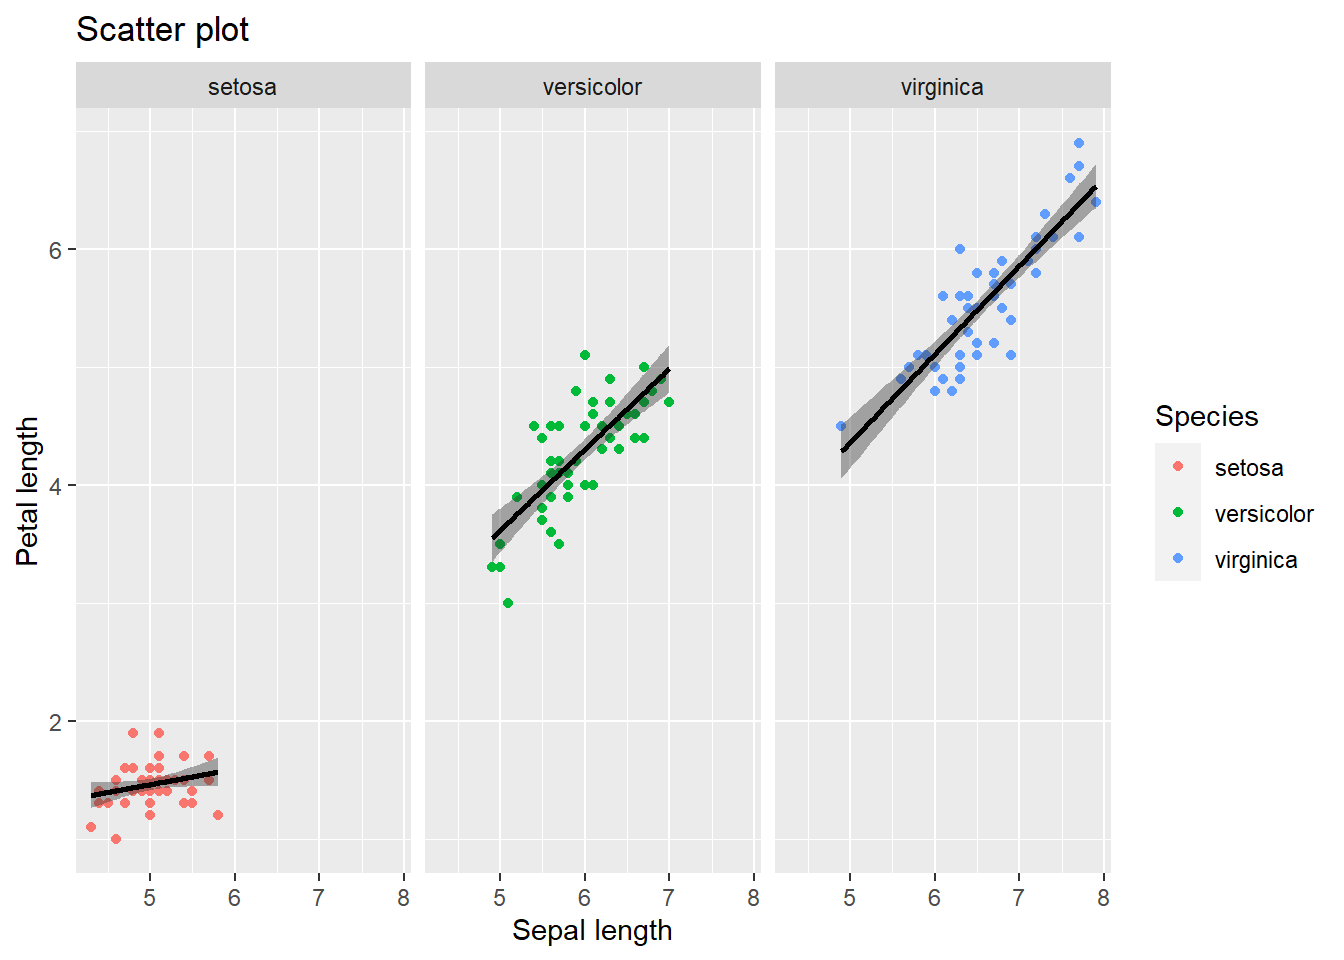 Scatter plot
setosa
versicolor
virginica
6
4
2
Petal length
5 6 7 8
5 6 7 8
5 6 7 8
Sepal length
Species
setosa
versicolor
virginica